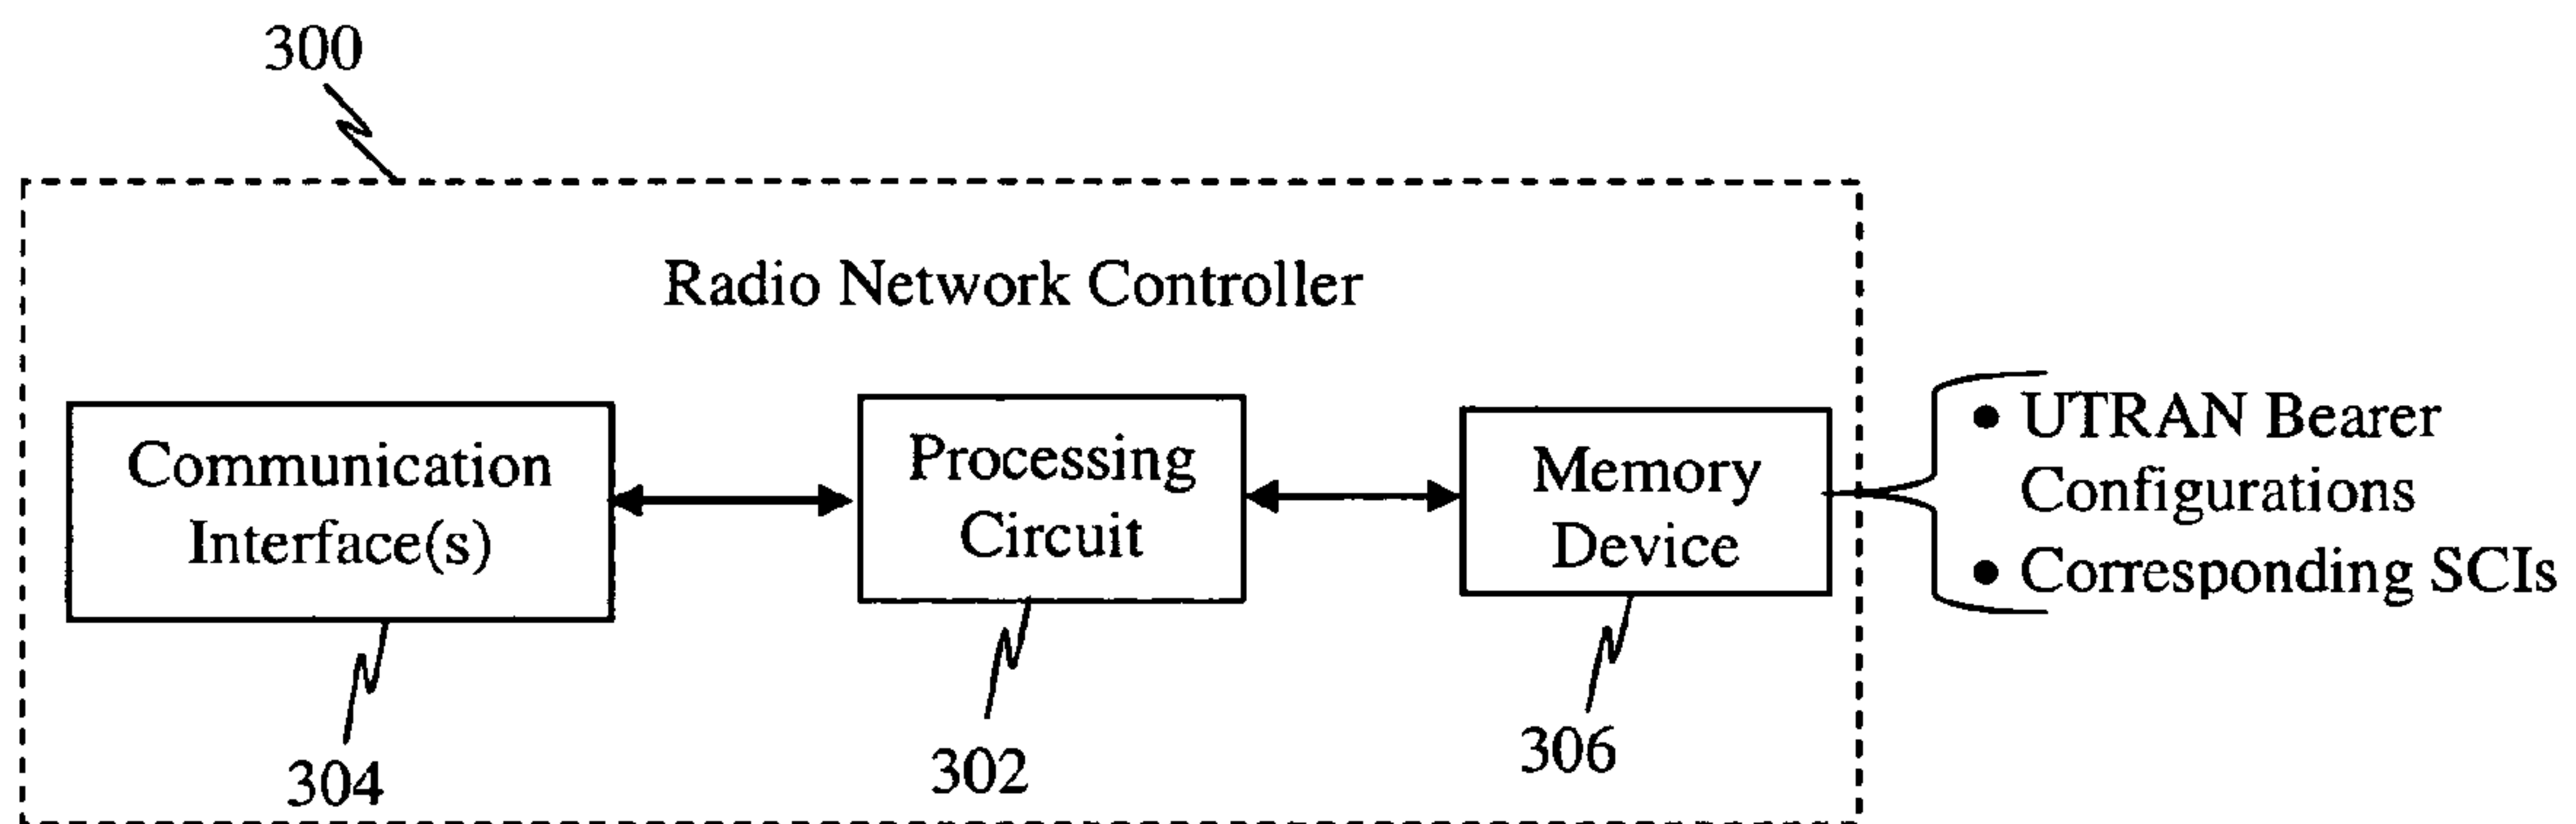 300
Radio Network Controller
Communication
Interface(s)
Processing
Circuit
Memory
Device
• UTRAN Bearer
Configurations
• Corresponding SCIs
304
302
306